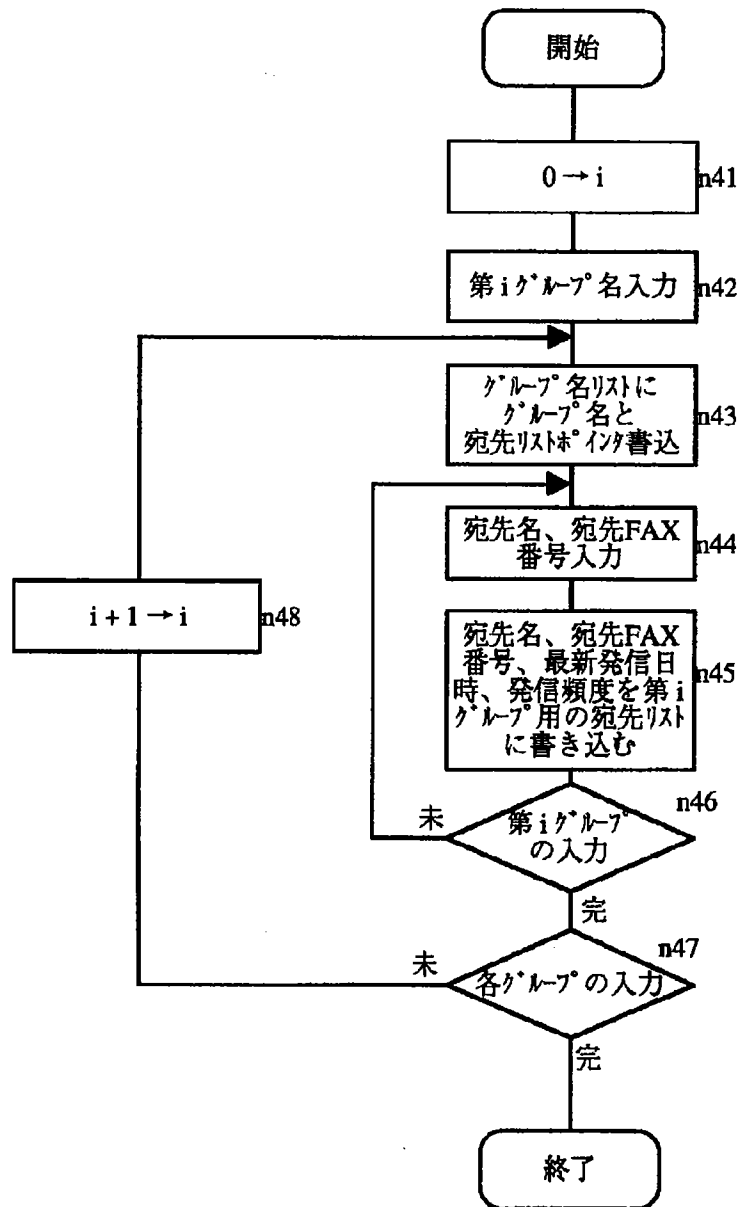 開始
0→i
n41
第iグループ名入力
n42
グループ名リストに
グループ名と
宛先リストポインタ書込
n43
宛先名、宛先FAX
番号入力
n44
i+1→i
n48
宛先名、宛先FAX
番号、最新発信日
時、発信頻度を第i
グループ用の宛先リスト
に書き込む
n45
n46
第iグループ
の入力
未
完
n47
各グループの入力
未
完
終了